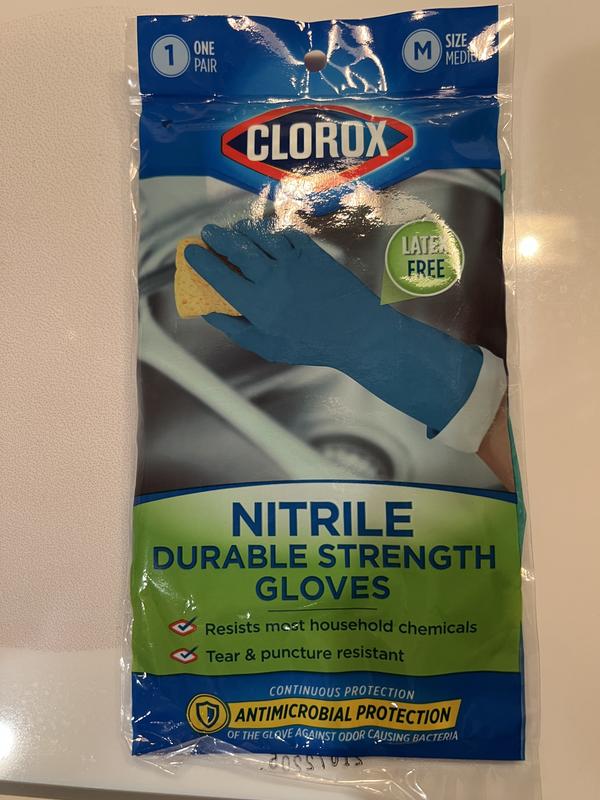 1 ONE
PAIR
M SIZE
MEDIUM
CLOROX
LATEX
FREE
NITRILE
DURABLE STRENGTH
GLOVES
Resists most household chemicals
Tear & puncture resistant
CONTINUOUS PROTECTION
ANTIMICROBIAL PROTECTION
OF THE GLOVE AGAINST ODOR CAUSING BACTERIA